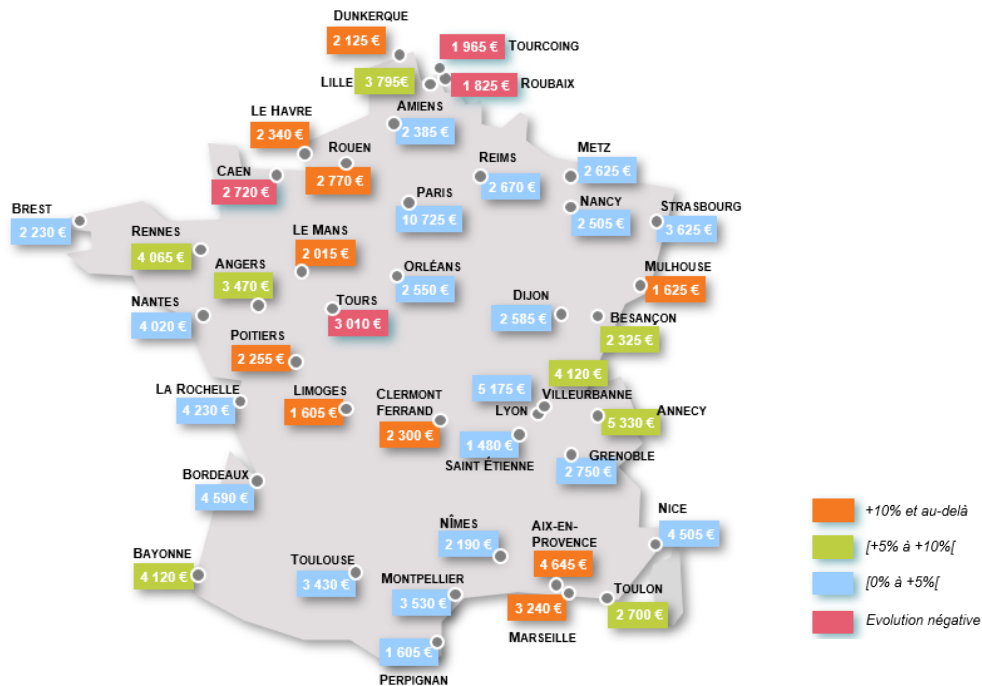 DUNKERQUE
2 125 €
1 965 €
TOURCOING
LILLE
3 795€
1 825 €
ROUBAIX
AMIENS
2 385 €
LE HAVRE
2 340 €
ROUEN
2 770 €
CAEN
2 720 €
REIMS
2 670 €
METZ
2 625 €
PARIS
10 725 €
NANCY
2 505 €
STRASBOURG
3 625 €
BREST
2 230 €
RENNES
4 065 €
LE MANS
2 015 €
ANGERS
3 470 €
ORLÉANS
2 550 €
MULHOUSE
1 625 €
NANTES
4 020 €
TOURS
3 010 €
DIJON
2 585 €
BESANÇON
2 325 €
POITIERS
2 255 €
LA ROCHELLE
4 230 €
LIMOGES
1 605 €
CLERMONT
FERRAND
2 300 €
5 175 €
LYON
4 120 €
VILLEURBANNE
ANNECY
5 330 €
1 480 €
SAINT ÉTIENNE
GRENOBLE
2 750 €
BORDEAUX
4 590 €
NICE
4 505 €
NÎMES
2 190 €
AIX-EN-
PROVENCE
4 645 €
BAYONNE
4 120 €
TOULOUSE
3 430 €
MONTPELLIER
3 530 €
3 240 €
MARSEILLE
TOULON
2 700 €
1 605 €
PERPIGNAN
+10% et au-delà
[+5% à +10%[
[0% à +5%[
Evolution négative